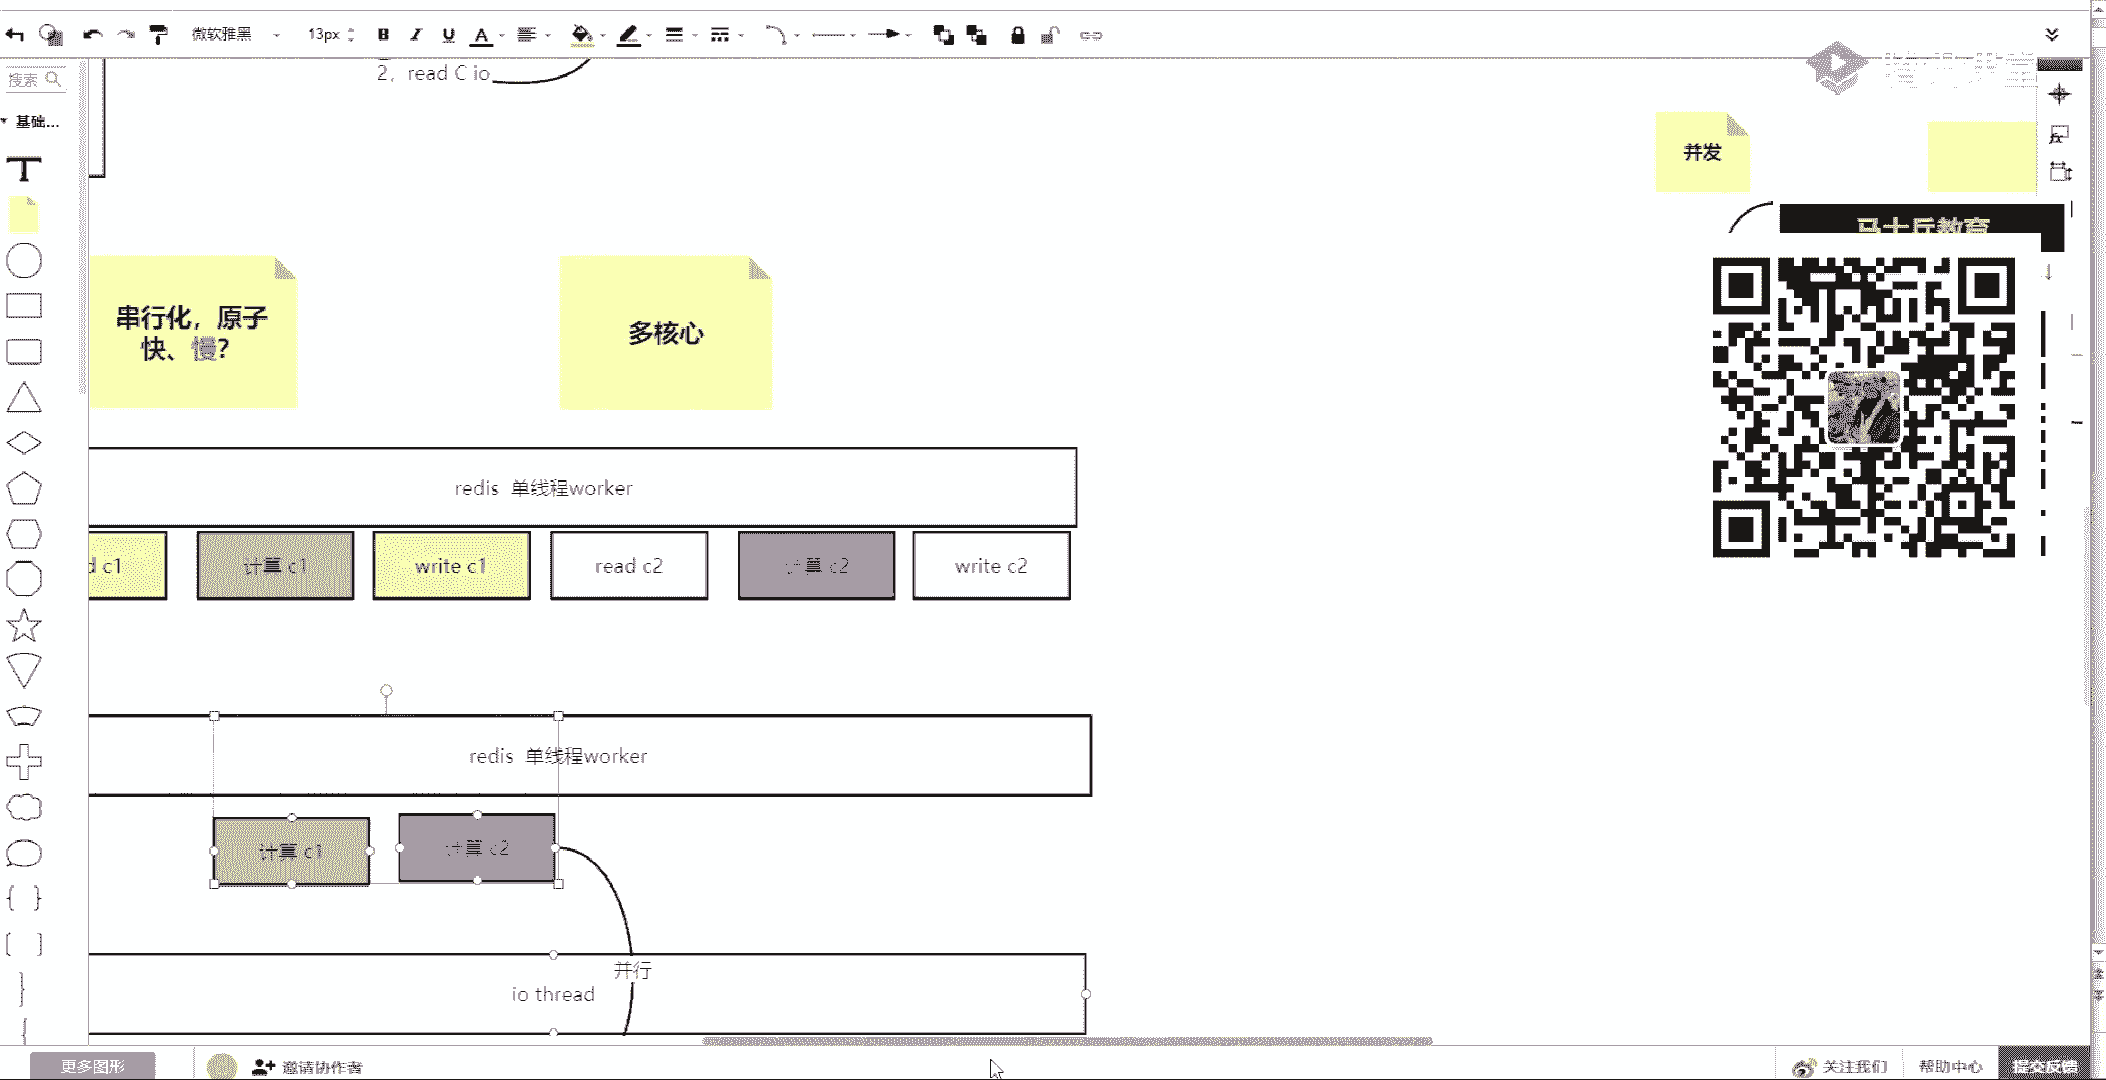 微软雅黑
13px
B
I
U
A
搜索
2，read C io
基础...
T
并发
马士兵教育
串行化，原子
快、慢？
多核心
redis 单线程worker
d c1
计算 c1
write c1
read c2
计算 c2
write c2
redis 单线程worker
计算 c1
计算 c2
并行
io thread
更多图形
邀请协作者
关注我们
帮助中心
提交反馈